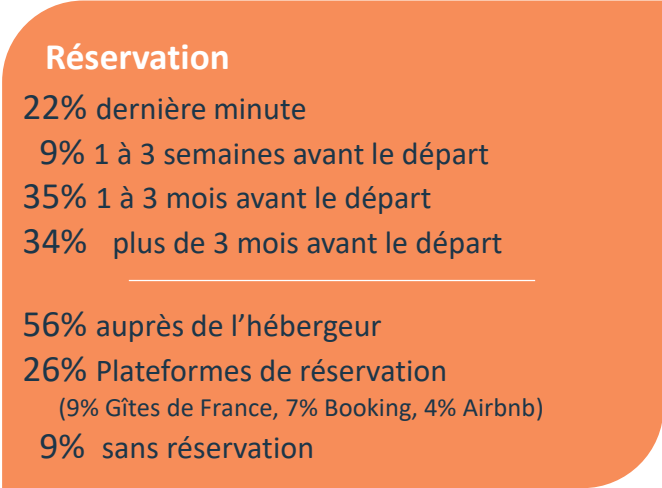 Réservation
22% dernière minute
9% 1 à 3 semaines avant le départ
35% 1 à 3 mois avant le départ
34% plus de 3 mois avant le départ
56% auprès de l’hébergeur
26% Plateformes de réservation
(9% Gîtes de France, 7% Booking, 4% Airbnb)
9% sans réservation